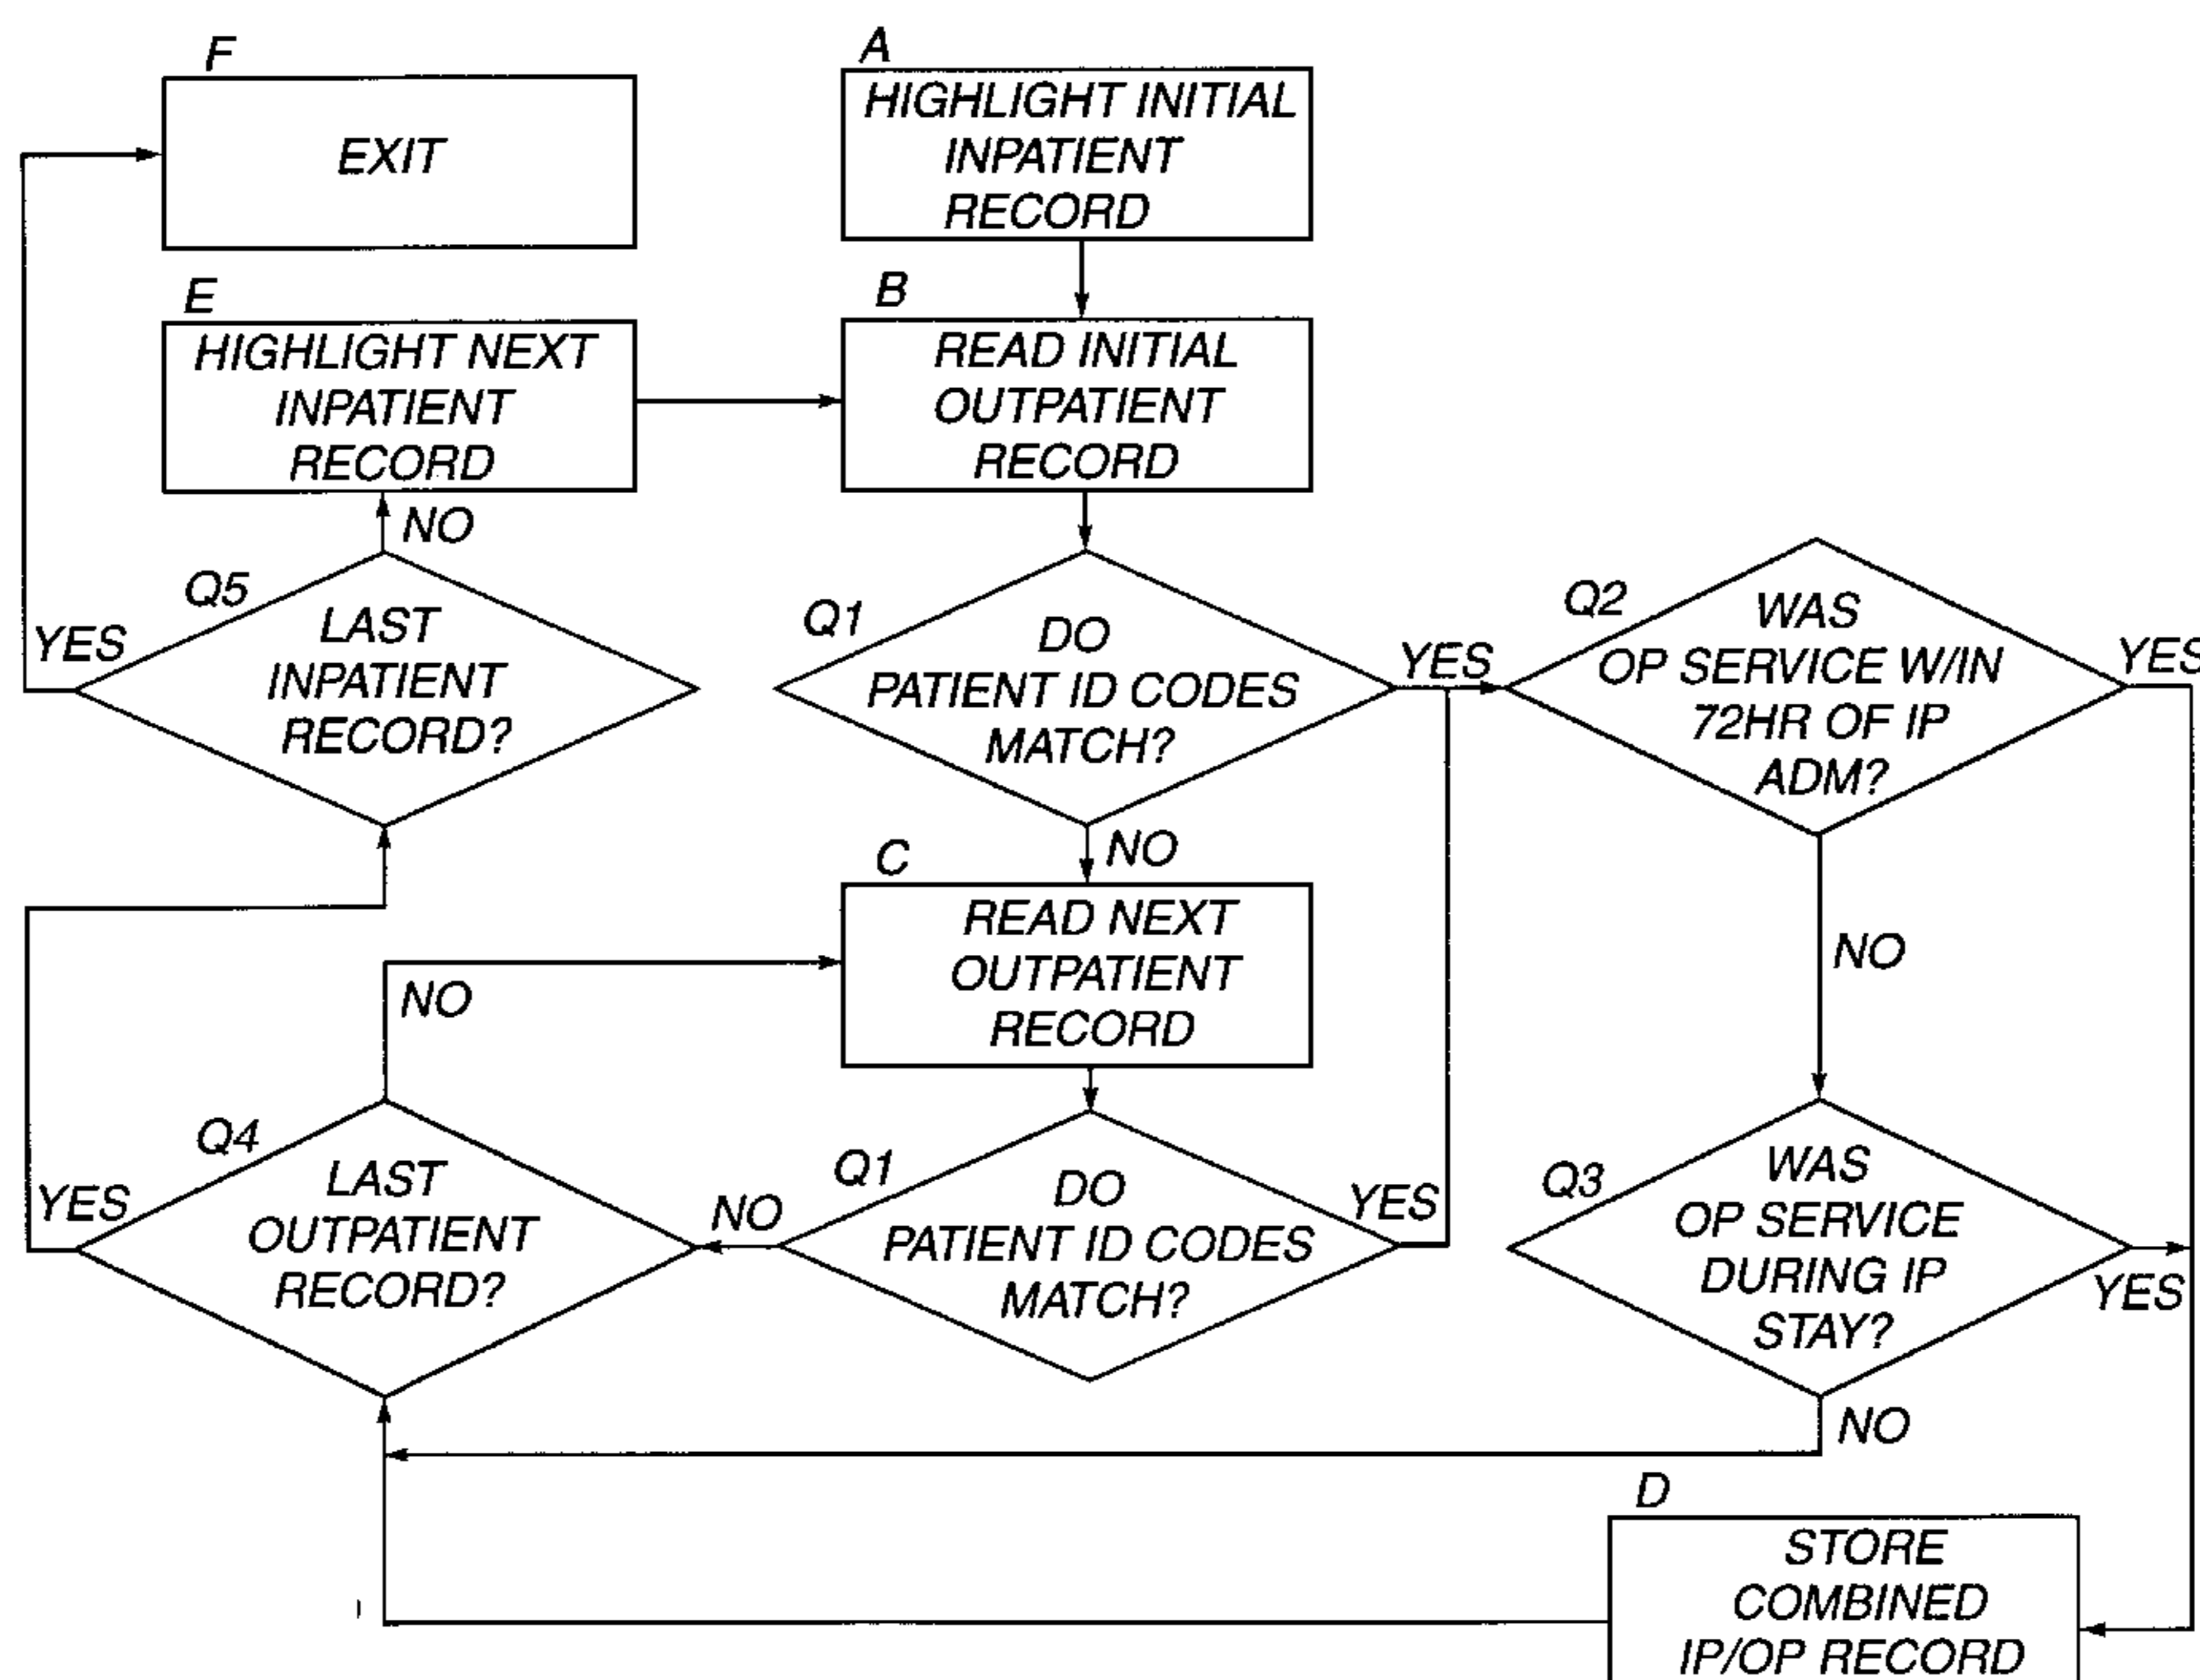 F
EXIT
A
HIGHLIGHT INITIAL
INPATIENT
RECORD
E
HIGHLIGHT NEXT
INPATIENT
RECORD
B
READ INITIAL
OUTPATIENT
RECORD
NO
Q5
YES
LAST
INPATIENT
RECORD?
Q1
DO
PATIENT ID CODES
MATCH?
YES
Q2
WAS
OP SERVICE W/IN
72HR OF IP
ADM?
YES
NO
C
READ NEXT
OUTPATIENT
RECORD
NO
NO
Q4
YES
LAST
OUTPATIENT
RECORD?
NO
Q1
DO
PATIENT ID CODES
MATCH?
YES
Q3
WAS
OP SERVICE
DURING IP
STAY?
YES
NO
D
STORE
COMBINED
IP/OP RECORD